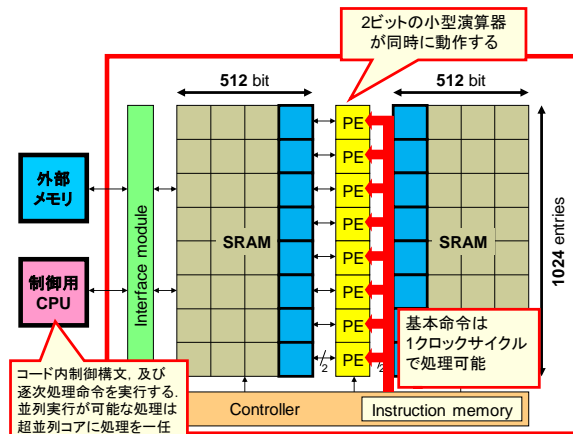 2ビットの小型演算器
が同時に動作する
512 bit
512 bit
外部
メモリ
制御用
CPU
Interface module
SRAM
PE
PE
PE
PE
PE
PE
PE
PE
SRAM
1024 entries
2
2
基本命令は
1クロックサイクル
で処理可能
コード内制御構文, 及び
逐次処理命令を実行する.
並列実行が可能な処理は
超並列コアに処理を一任
Controller
Instruction memory